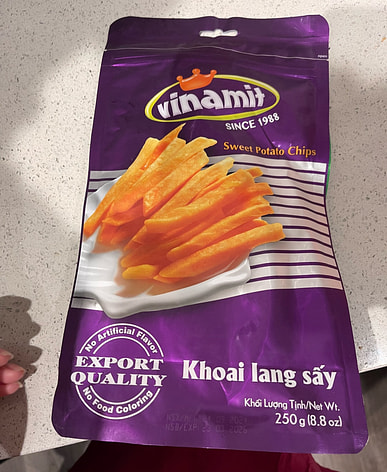 vinamit
SINCE 1988
Sweet Potato Chips
No Artificial Flavor
EXPORT
QUALITY
No Food Coloring
Khoai lang sấy
Khối Lượng Tịnh/Net Wt.
250 g (8.8 oz)